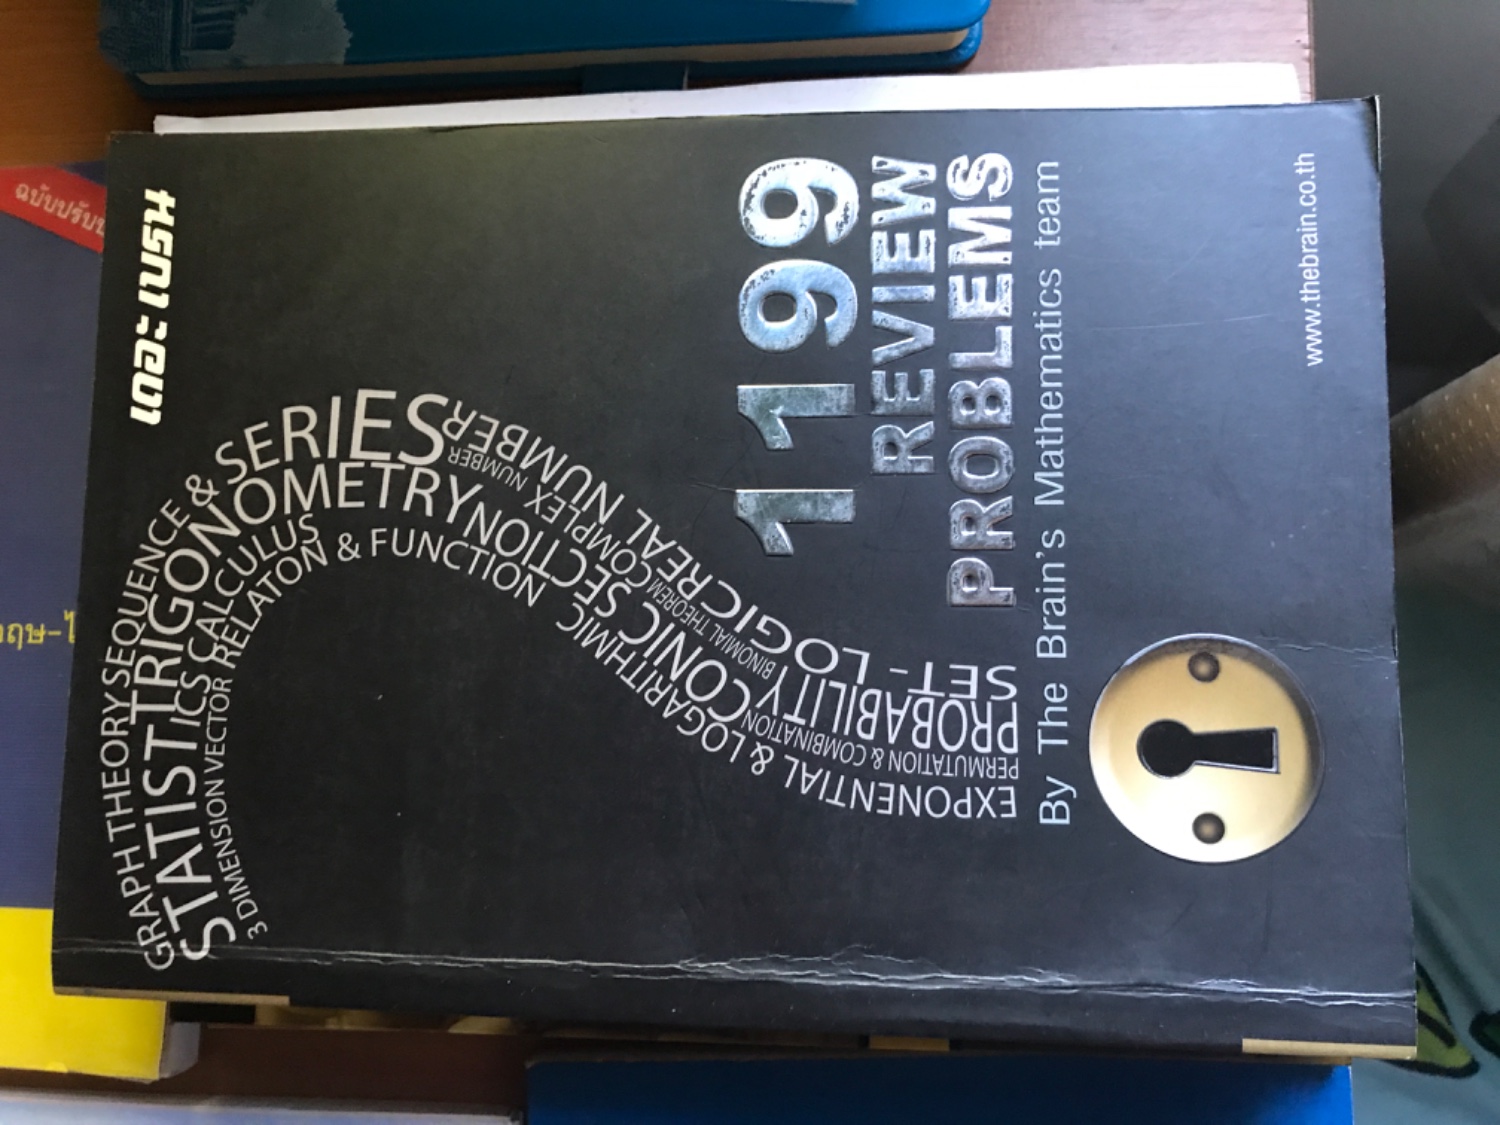 เดอะเบรน
GRAPH THEORY SEQUENCE & SERIES
STATISTIC TRIGONOMETRY
STATISTICS CALCULUS
3 DIMENSION VECTOR RELATON & FUNCTION
REAL NUMBER
COMPLEX NUMBER
BINOMIAL THEOREM
SET - LOGIC
CONIC SECTION
PROBABILITY
PERMUTATION & COMBINATION
EXPONENTIAL & LOGARITHMIC
1199
REVIEW
PROBLEMS
By The Brain's Mathematics team
www.thebrain.co.th
ฉบับปรับป